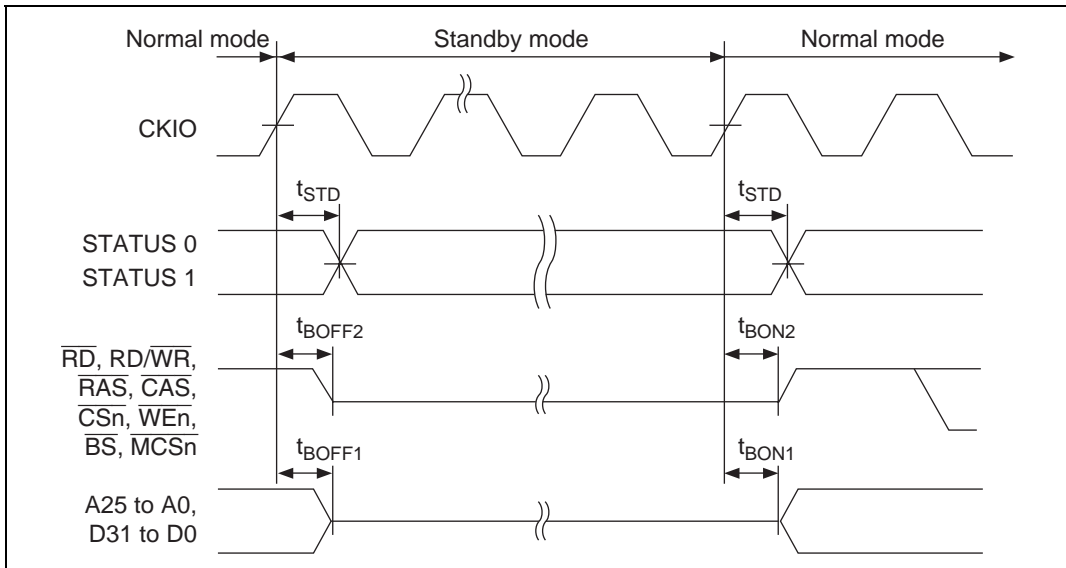 Normal mode Standby mode Normal mode
CKIO
tSTD tSTD
STATUS 0
STATUS 1
tBOFF2 tBON2
RD, RD/WR,
RAS, CAS,
CSn, WEn,
BS, MCSn
tBOFF1 tBON1
A25 to A0,
D31 to D0